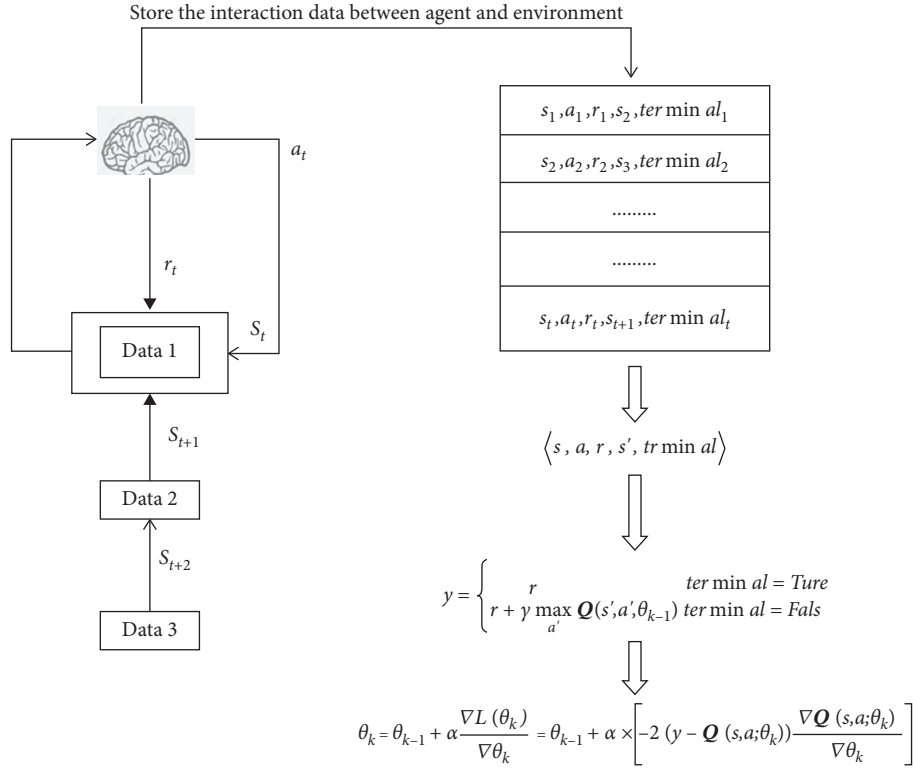 Store the interaction data between agent and environment
a_t
r_t
S_t
Data 1
S_{t+1}
Data 2
S_{t+2}
Data 3
s_1,a_1,r_1,s_2,ter min al_1
s_2,a_2,r_2,s_3,ter min al_2
.........
.........
s_t,a_t,r_t,s_{t+1},ter min al_t
⟨s, a, r, s′, tr min al⟩
y = { r ter min al = Ture
r + γ max_{a′} Q(s′,a′,θ_{k−1}) ter min al = Fals
θ_k = θ_{k−1} + α ∇L (θ_k) / ∇θ_k = θ_{k−1} + α × [−2 (y − Q (s,a;θ_k)) ∇Q (s,a;θ_k) / ∇θ_k]